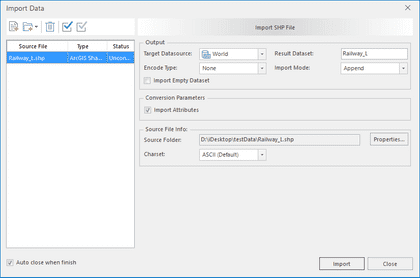 Import Data
Import SHP File
Source File Type Status
Railway_L.shp ArcGIS Sha... Uncon...
Output
Target Datasource: World Result Dataset: Railway_L
Encode Type: None Import Mode: Append
Import Empty Dataset
Conversion Parameters
Import Attributes
Source File Info:
Source Folder: D:\Desktop\testData\Railway_L.shp Properties...
Charset: ASCII (Default)
Auto close when finish
Import Close